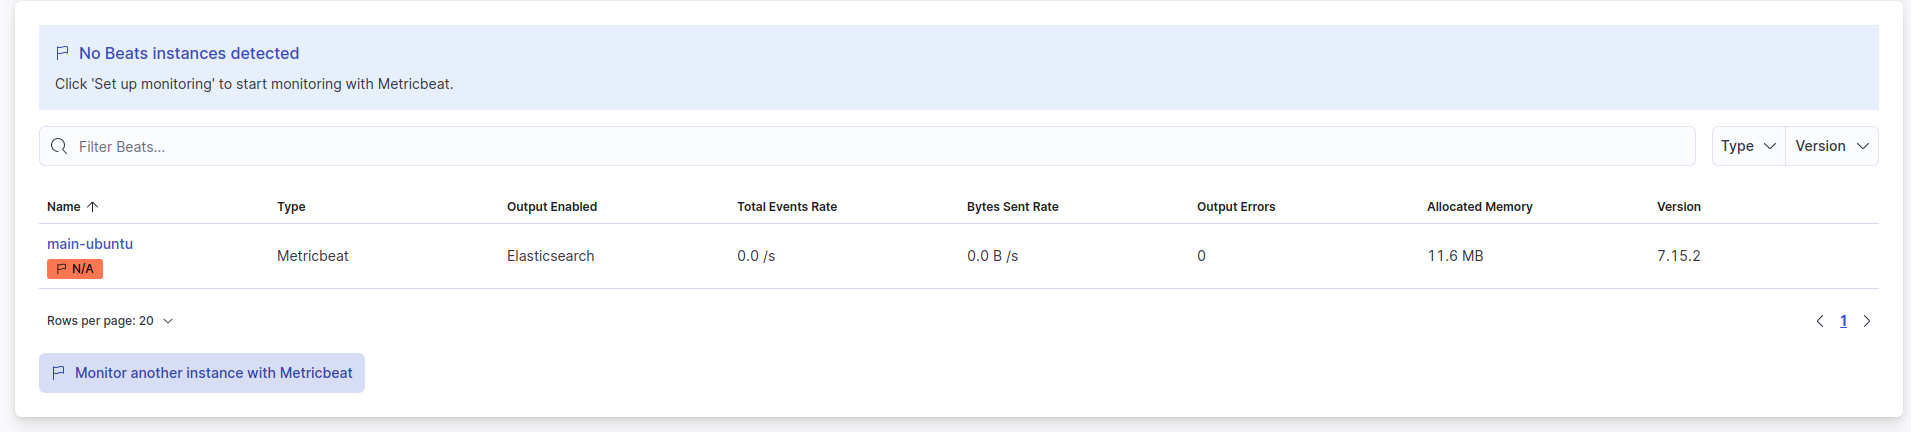 No Beats instances detected
Click 'Set up monitoring' to start monitoring with Metricbeat.
Filter Beats...
Type
Version
Name Type Output Enabled Total Events Rate Bytes Sent Rate Output Errors Allocated Memory Version
main-ubuntu
N/A
Metricbeat Elasticsearch 0.0 /s 0.0 B /s 0 11.6 MB 7.15.2
Rows per page: 20
1
Monitor another instance with Metricbeat